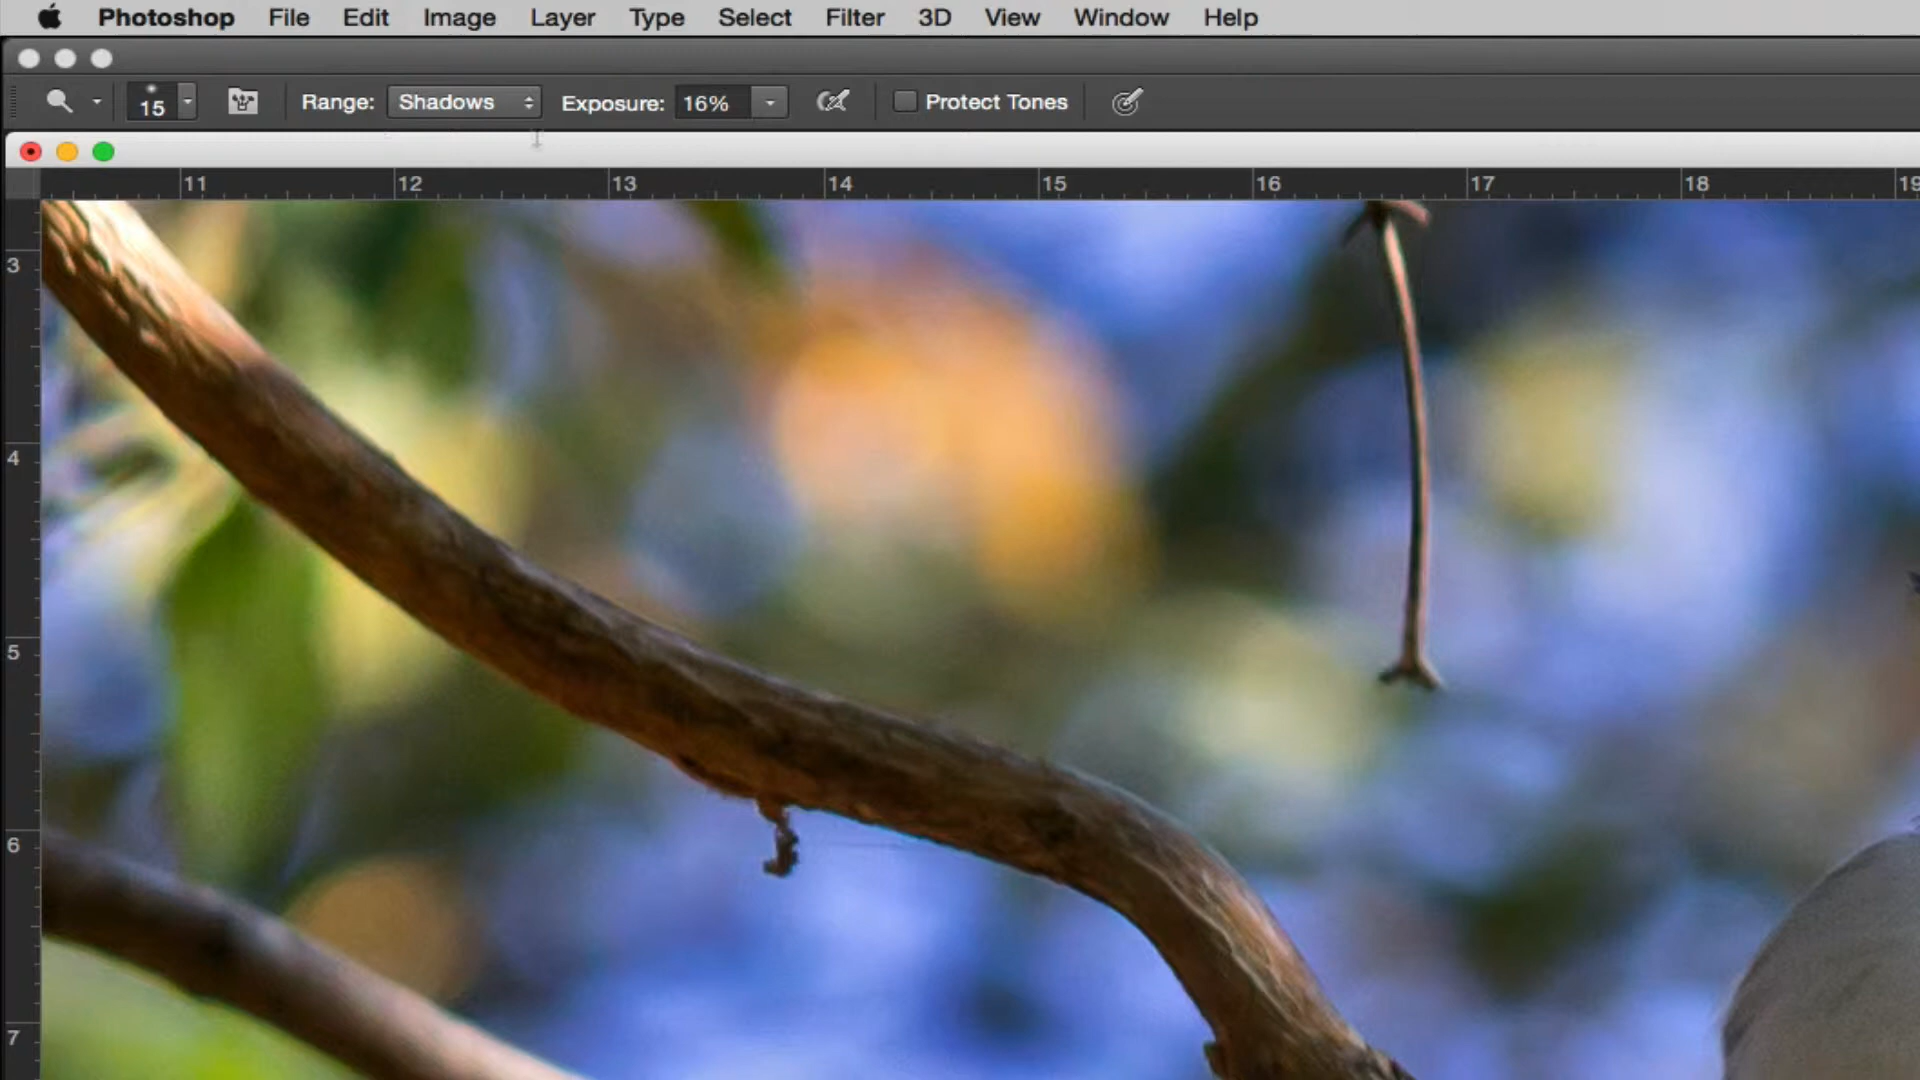 Photoshop File Edit Image Layer Type Select Filter 3D View Window Help
15 Range: Shadows Exposure: 16% Protect Tones
11 12 13 14 15 16 17 18 19
3
4
5
6
7